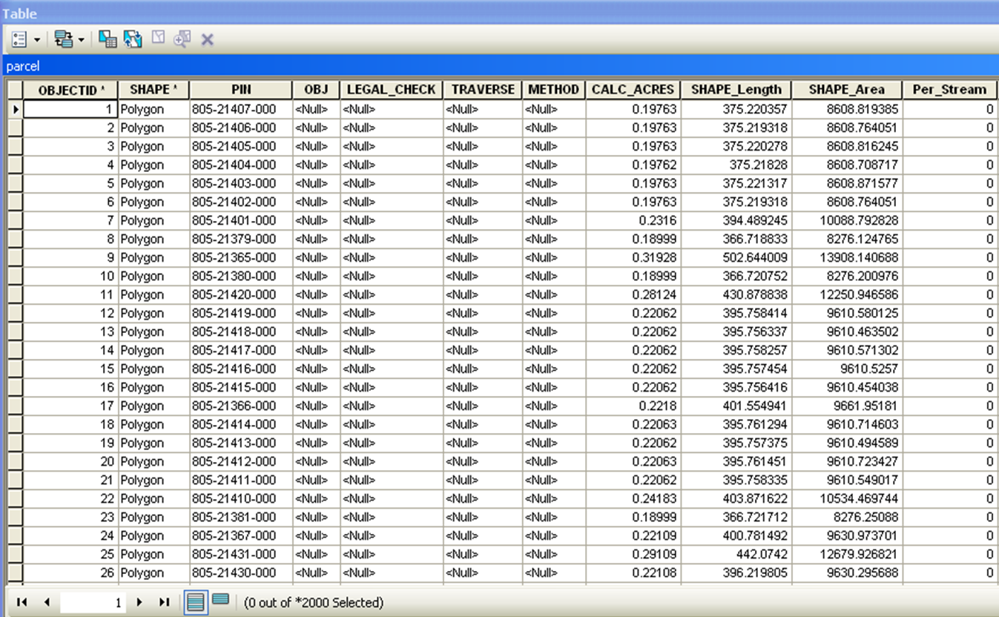 Table
parcel
OBJECTID * SHAPE * PIN OBJ LEGAL_CHECK TRAVERSE METHOD CALC_ACRES SHAPE_Length SHAPE_Area Per_Stream
1 Polygon 805-21407-000 <Null> <Null> <Null> <Null> 0.19763 375.220357 8608.819385 0
2 Polygon 805-21406-000 <Null> <Null> <Null> <Null> 0.19763 375.219318 8608.764051 0
3 Polygon 805-21405-000 <Null> <Null> <Null> <Null> 0.19763 375.220278 8608.816245 0
4 Polygon 805-21404-000 <Null> <Null> <Null> <Null> 0.19762 375.21828 8608.708717 0
5 Polygon 805-21403-000 <Null> <Null> <Null> <Null> 0.19763 375.221317 8608.871577 0
6 Polygon 805-21402-000 <Null> <Null> <Null> <Null> 0.19763 375.219318 8608.764051 0
7 Polygon 805-21401-000 <Null> <Null> <Null> <Null> 0.2316 394.489245 10088.792828 0
8 Polygon 805-21379-000 <Null> <Null> <Null> <Null> 0.18999 366.718833 8276.124765 0
9 Polygon 805-21365-000 <Null> <Null> <Null> <Null> 0.31928 502.644009 13908.140688 0
10 Polygon 805-21380-000 <Null> <Null> <Null> <Null> 0.18999 366.720752 8276.200976 0
11 Polygon 805-21420-000 <Null> <Null> <Null> <Null> 0.28124 430.878838 12250.946586 0
12 Polygon 805-21419-000 <Null> <Null> <Null> <Null> 0.22062 395.758414 9610.580125 0
13 Polygon 805-21418-000 <Null> <Null> <Null> <Null> 0.22062 395.756337 9610.463502 0
14 Polygon 805-21417-000 <Null> <Null> <Null> <Null> 0.22062 395.758257 9610.571302 0
15 Polygon 805-21416-000 <Null> <Null> <Null> <Null> 0.22062 395.757454 9610.5257 0
16 Polygon 805-21415-000 <Null> <Null> <Null> <Null> 0.22062 395.756416 9610.454038 0
17 Polygon 805-21366-000 <Null> <Null> <Null> <Null> 0.2218 401.554941 9661.95181 0
18 Polygon 805-21414-000 <Null> <Null> <Null> <Null> 0.22063 395.761294 9610.714603 0
19 Polygon 805-21413-000 <Null> <Null> <Null> <Null> 0.22062 395.757375 9610.494589 0
20 Polygon 805-21412-000 <Null> <Null> <Null> <Null> 0.22063 395.761451 9610.723427 0
21 Polygon 805-21411-000 <Null> <Null> <Null> <Null> 0.22062 395.758335 9610.549017 0
22 Polygon 805-21410-000 <Null> <Null> <Null> <Null> 0.24183 403.871622 10534.469744 0
23 Polygon 805-21381-000 <Null> <Null> <Null> <Null> 0.18999 366.721712 8276.25088 0
24 Polygon 805-21367-000 <Null> <Null> <Null> <Null> 0.22109 400.781492 9630.973701 0
25 Polygon 805-21431-000 <Null> <Null> <Null> <Null> 0.29109 442.0742 12679.926821 0
26 Polygon 805-21430-000 <Null> <Null> <Null> <Null> 0.22108 396.219805 9630.295688 0
1 (0 out of *2000 Selected)